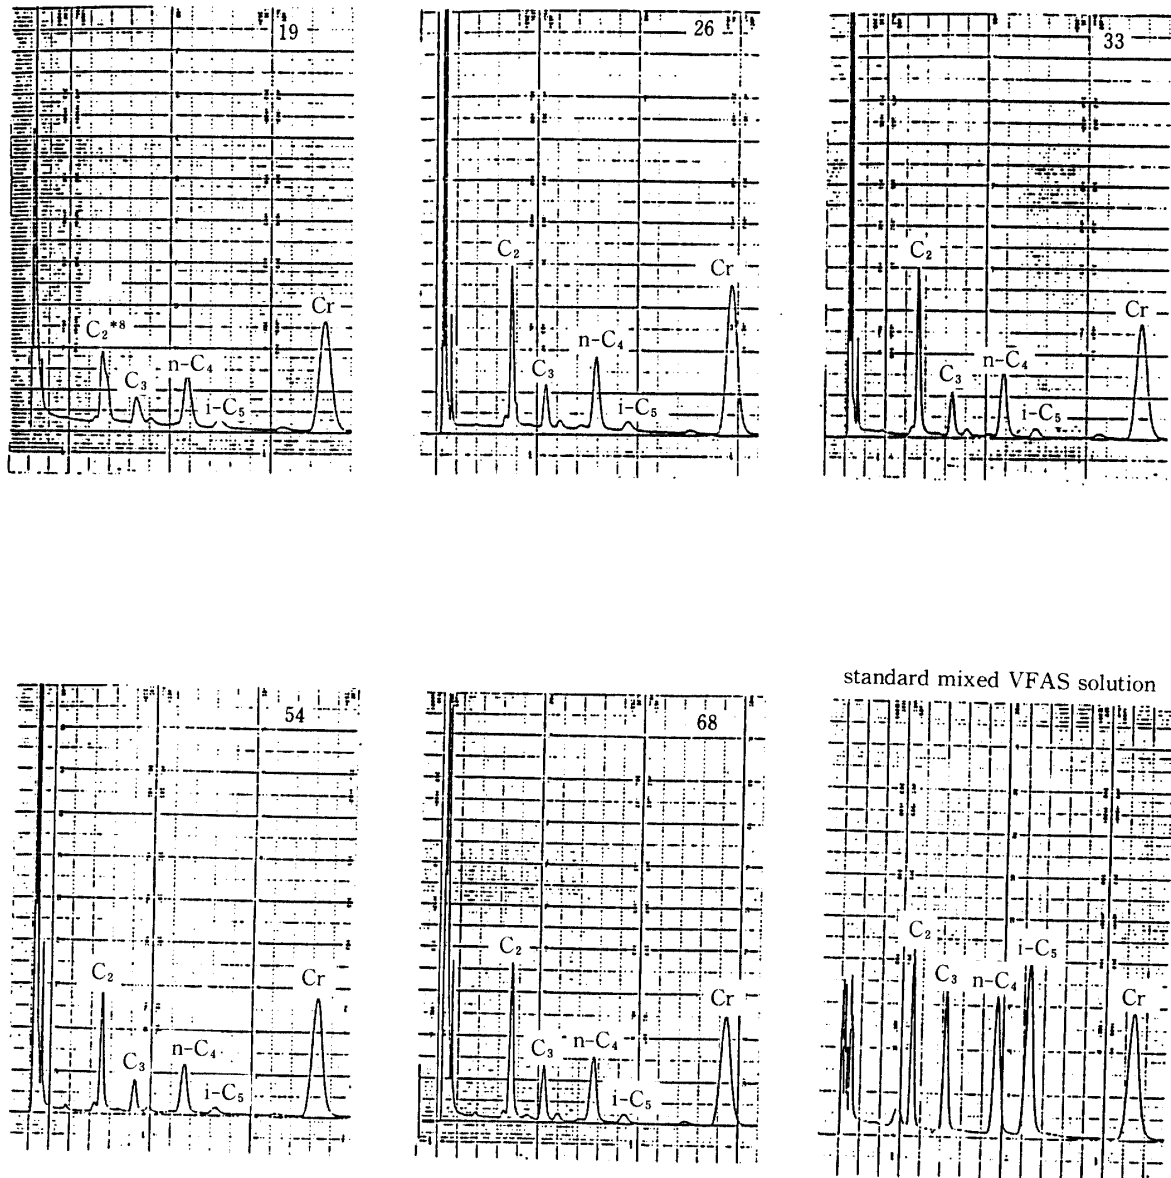 19
C₂*⁸
C₃
n-C₄
i-C₅
Cr
26
C₂
C₃
n-C₄
i-C₅
Cr
33
C₂
C₃
n-C₄
i-C₅
Cr
54
C₂
C₃
n-C₄
i-C₅
Cr
68
C₂
C₃
n-C₄
i-C₅
Cr
standard mixed VFAS solution
C₂
C₃
n-C₄
i-C₅
Cr